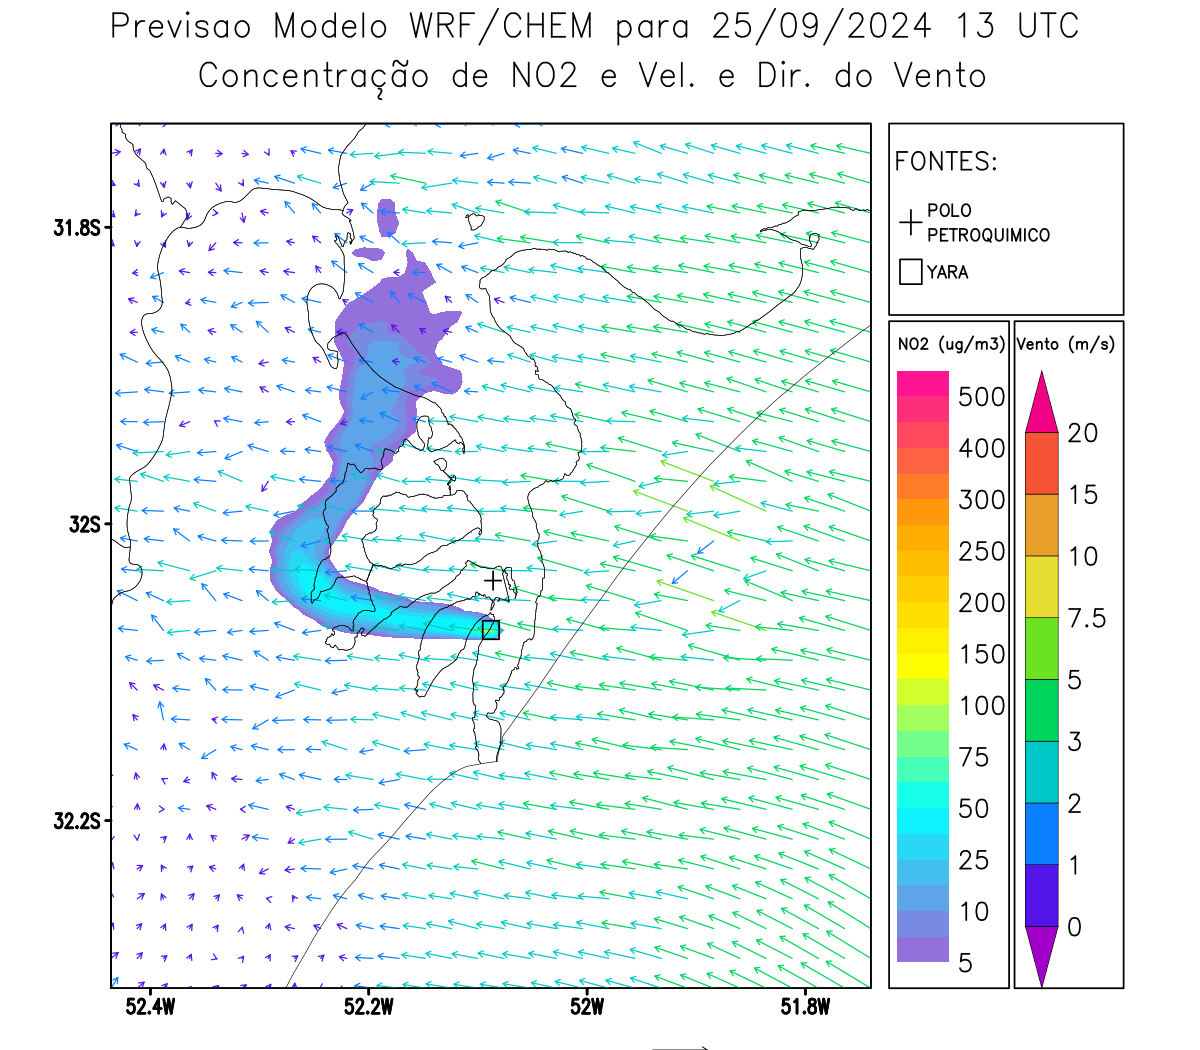 Previsao Modelo WRF/CHEM para 25/09/2024 13 UTC
Concentração de NO2 e Vel. e Dir. do Vento
FONTES:
POLO
PETROQUIMICO
YARA
NO2 (ug/m3)
500
400
300
250
200
150
100
75
50
25
10
5
Vento (m/s)
20
15
10
7.5
5
3
2
1
0
31.8S
32S
32.2S
52.4W
52.2W
52W
51.8W